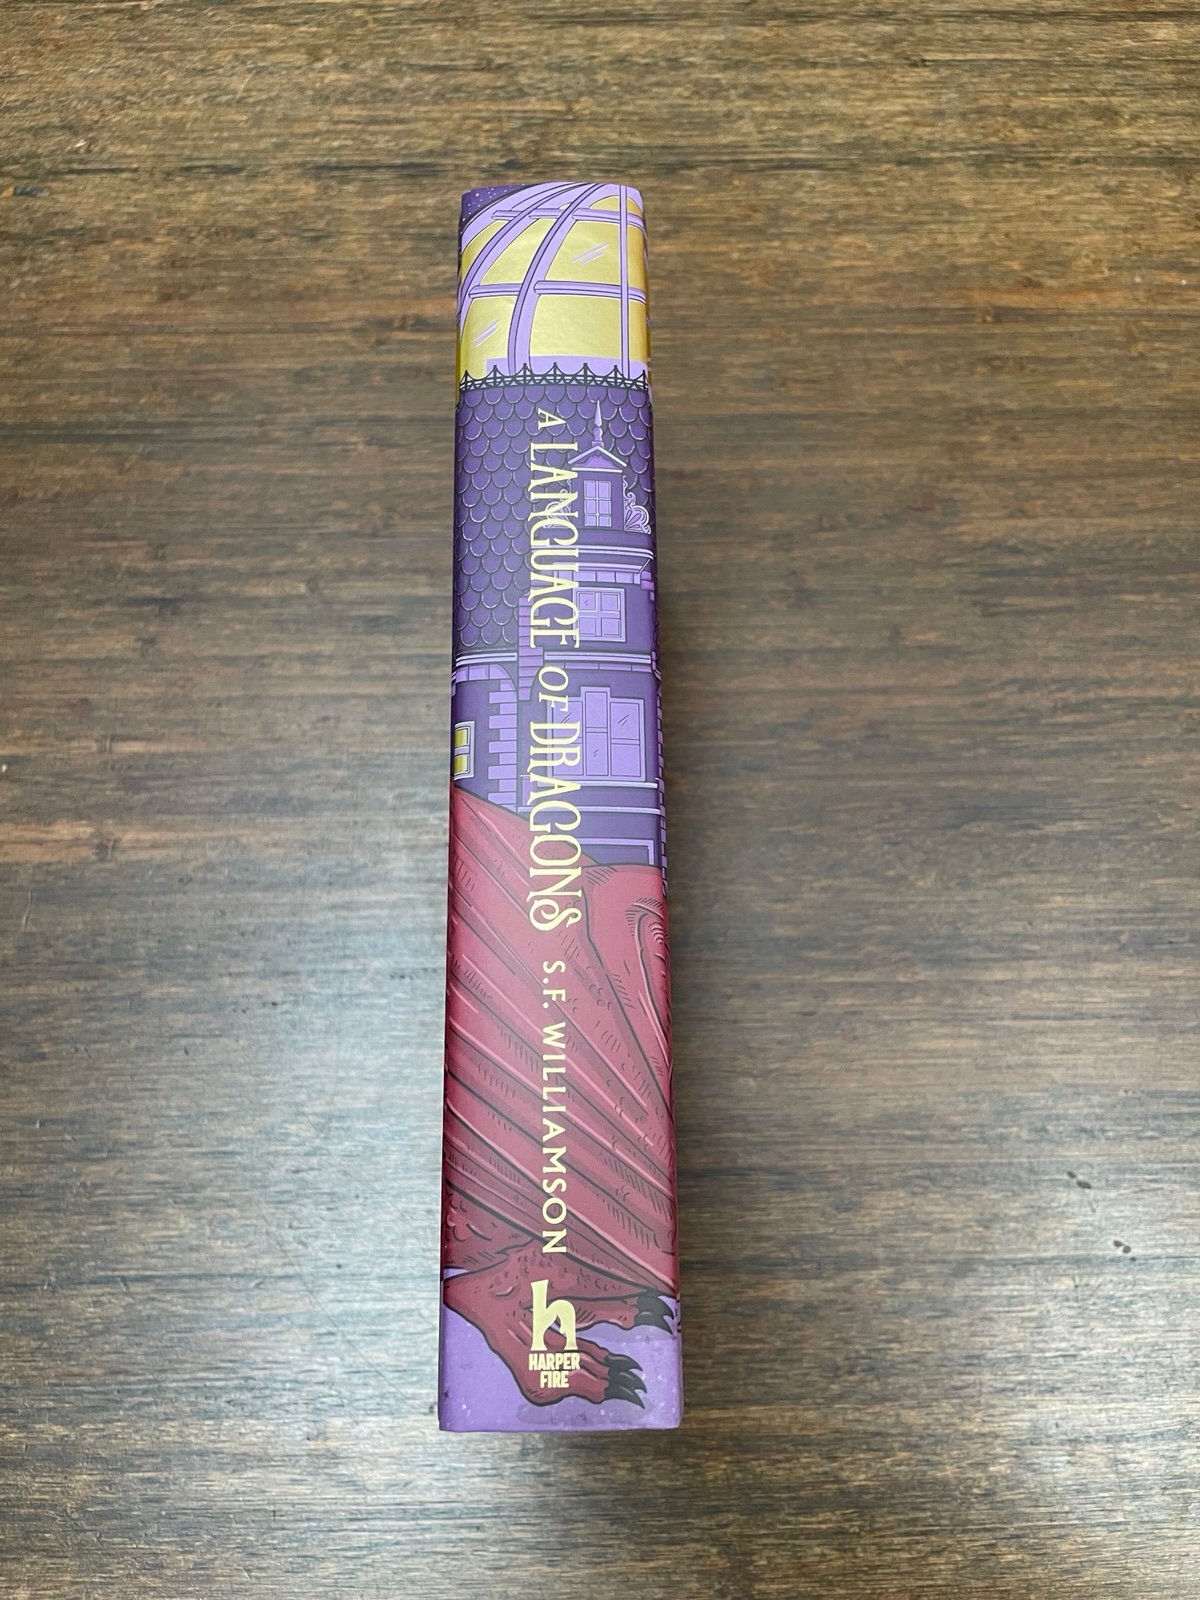 A LANGUAGE OF DRAGONS
S.F. WILLIAMSON
h
HARPER
FIRE